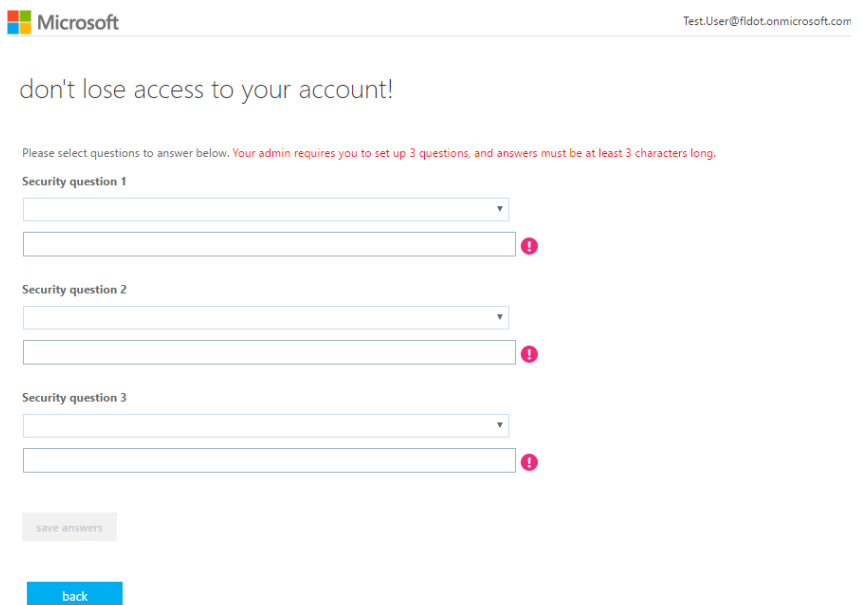 Microsoft
Test.User@fldot.onmicrosoft.com
don't lose access to your account!
Please select questions to answer below. Your admin requires you to set up 3 questions, and answers must be at least 3 characters long.
Security question 1
Security question 2
Security question 3
save answers
back